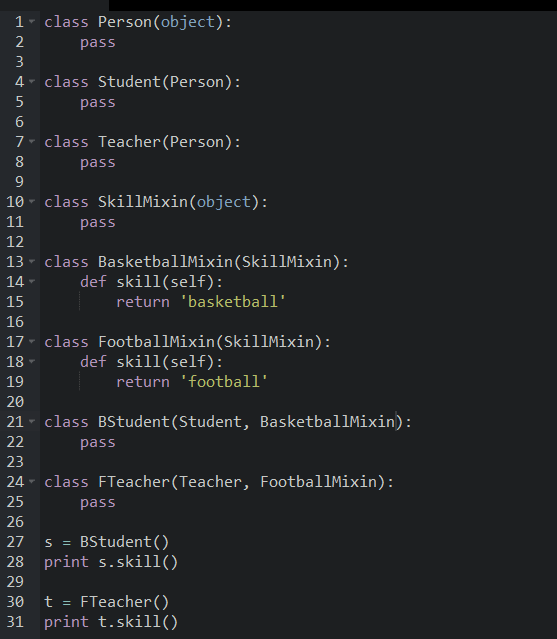 1 class Person(object):
2     pass
3
4 class Student(Person):
5     pass
6
7 class Teacher(Person):
8     pass
9
10 class SkillMixin(object):
11     pass
12
13 class BasketballMixin(SkillMixin):
14     def skill(self):
15         return 'basketball'
16
17 class FootballMixin(SkillMixin):
18     def skill(self):
19         return 'football'
20
21 class BStudent(Student, BasketballMixin):
22     pass
23
24 class FTeacher(Teacher, FootballMixin):
25     pass
26
27 s = BStudent()
28 print s.skill()
29
30 t = FTeacher()
31 print t.skill()